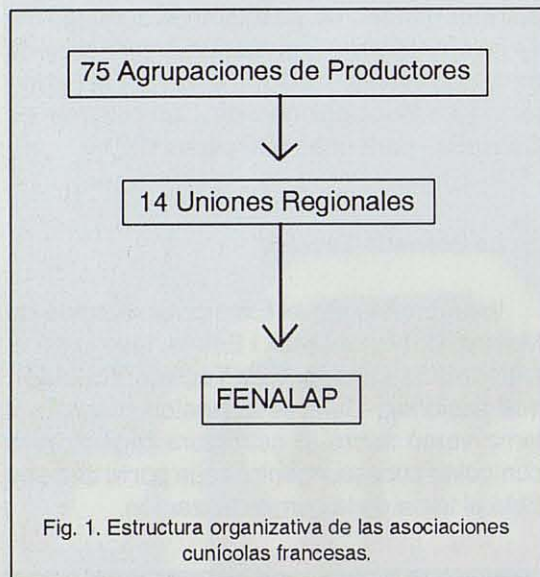 75 Agrupaciones de Productores
14 Uniones Regionales
FENALAP
Fig. 1. Estructura organizativa de las asociaciones
cunícolas francesas.